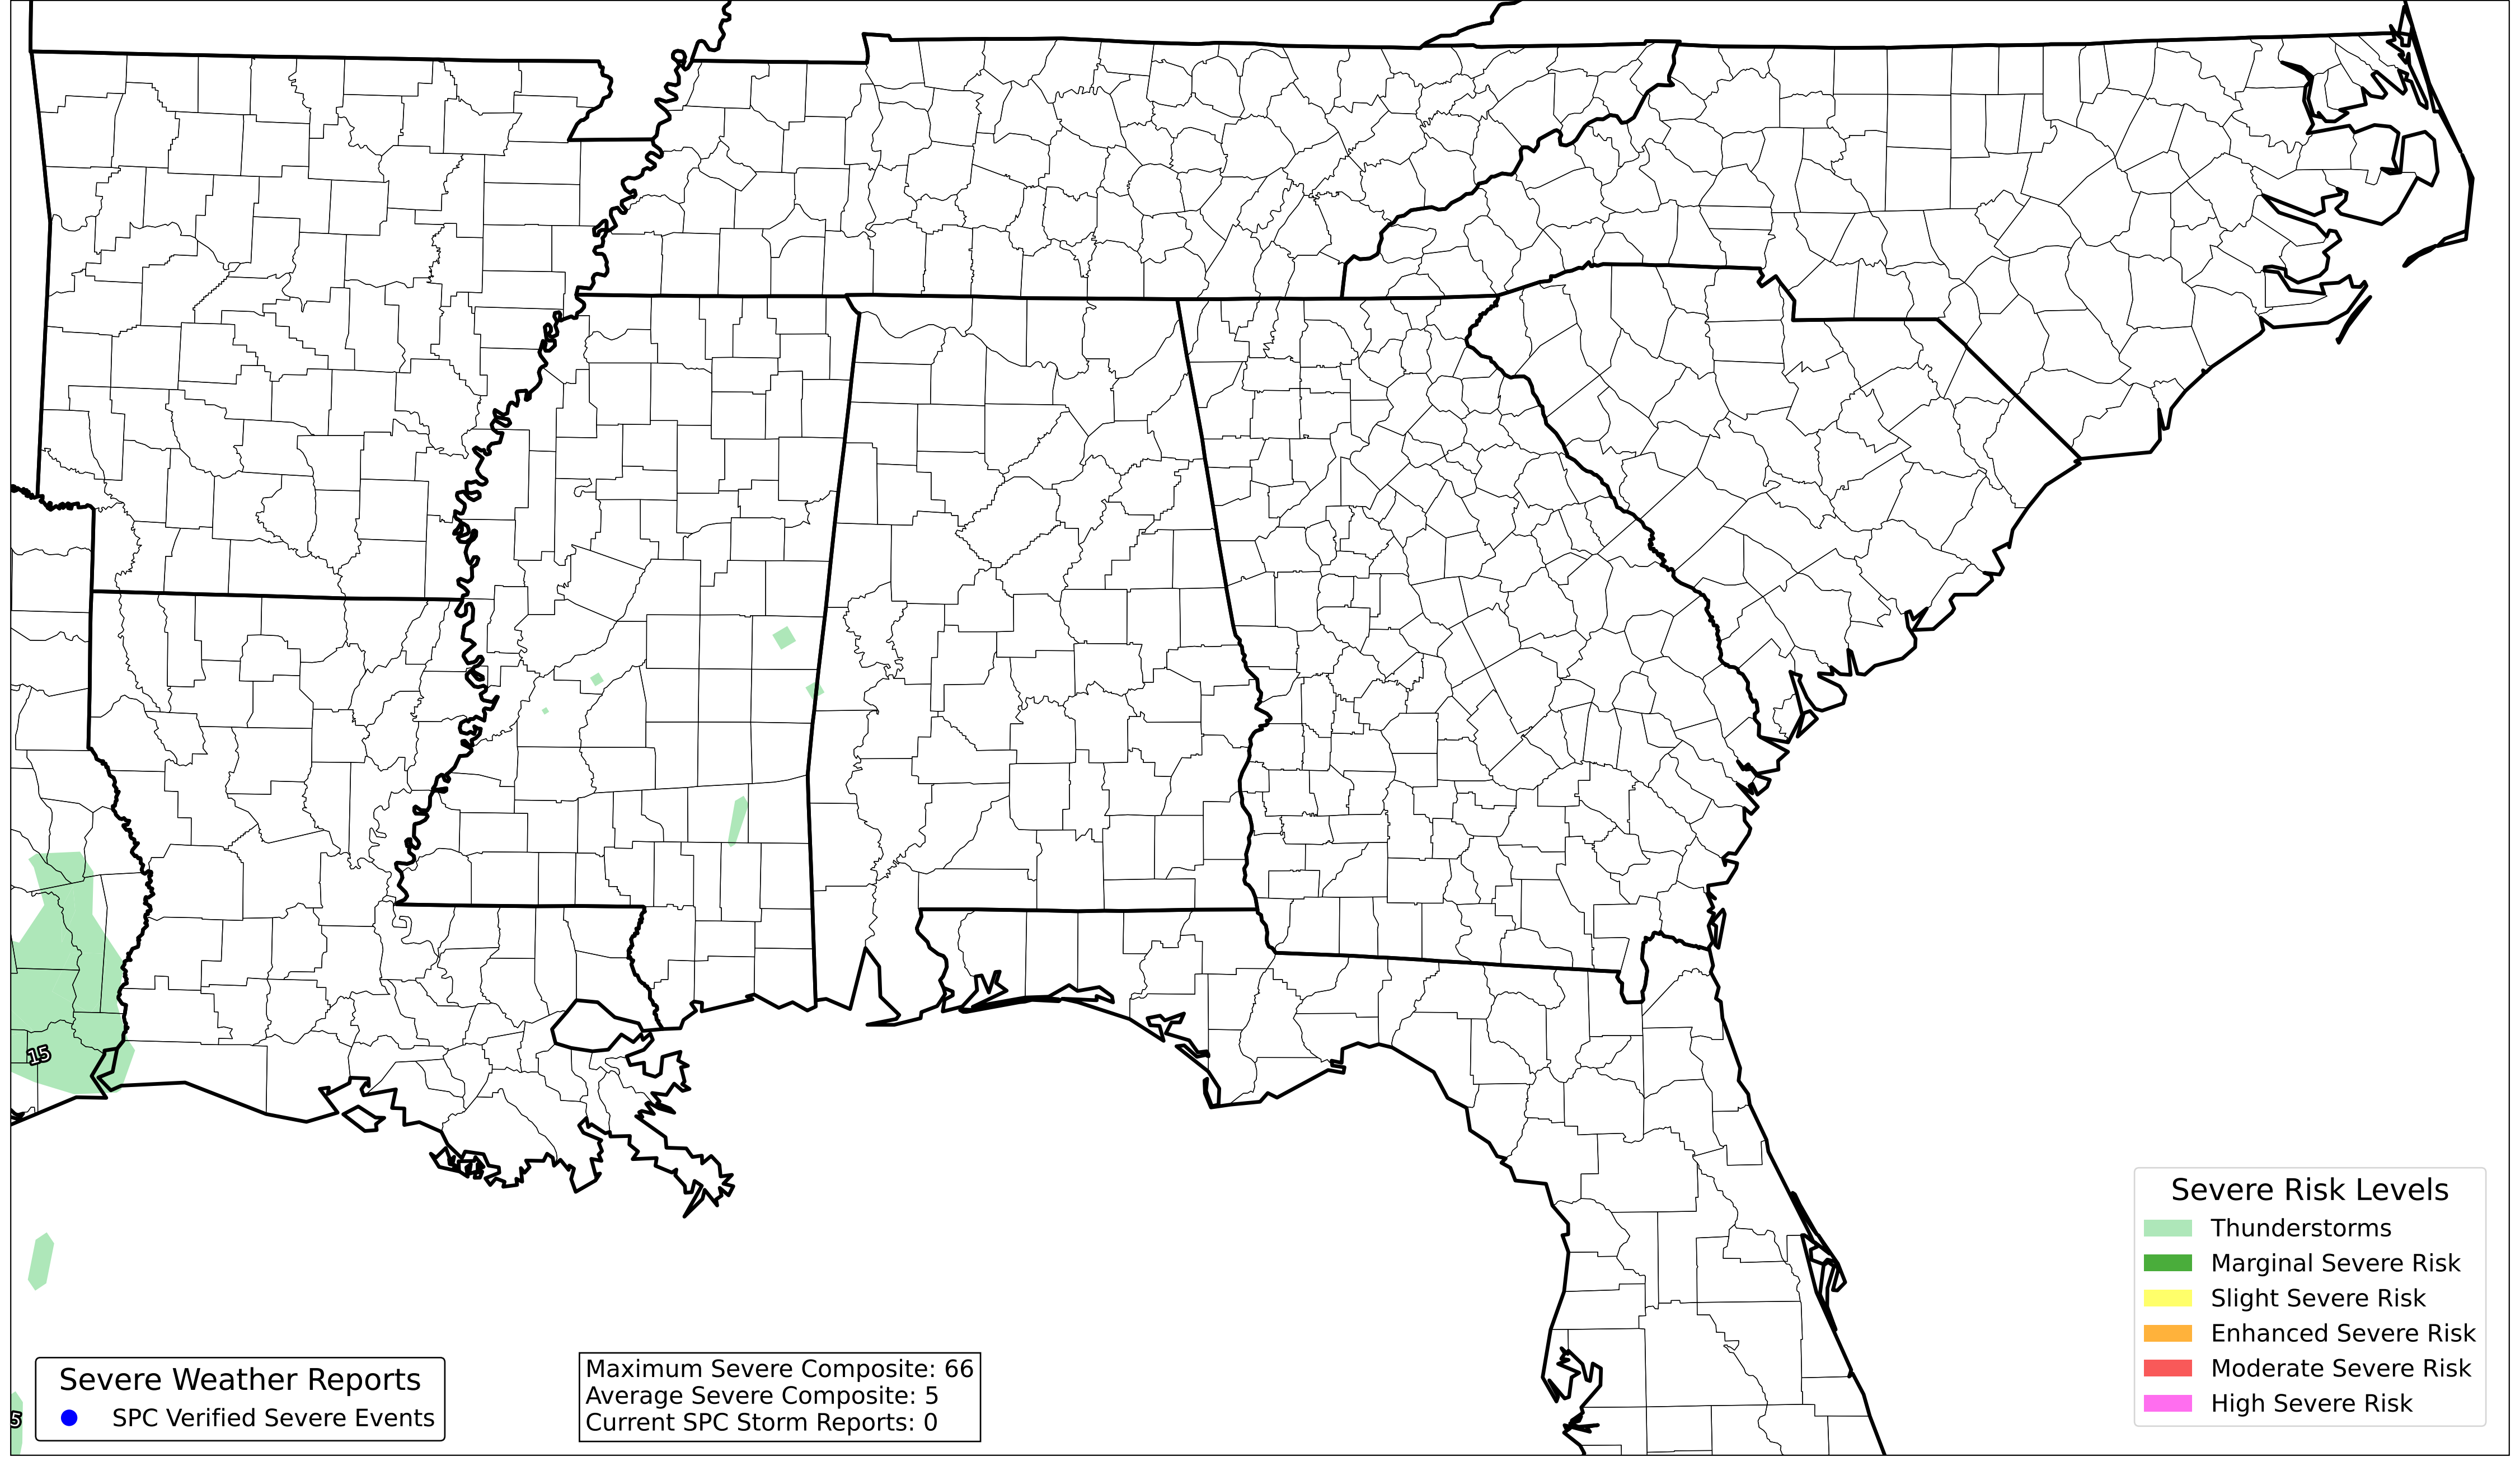 15
5
Severe Weather Reports
SPC Verified Severe Events
Maximum Severe Composite: 66
Average Severe Composite: 5
Current SPC Storm Reports: 0
Severe Risk Levels
Thunderstorms
Marginal Severe Risk
Slight Severe Risk
Enhanced Severe Risk
Moderate Severe Risk
High Severe Risk